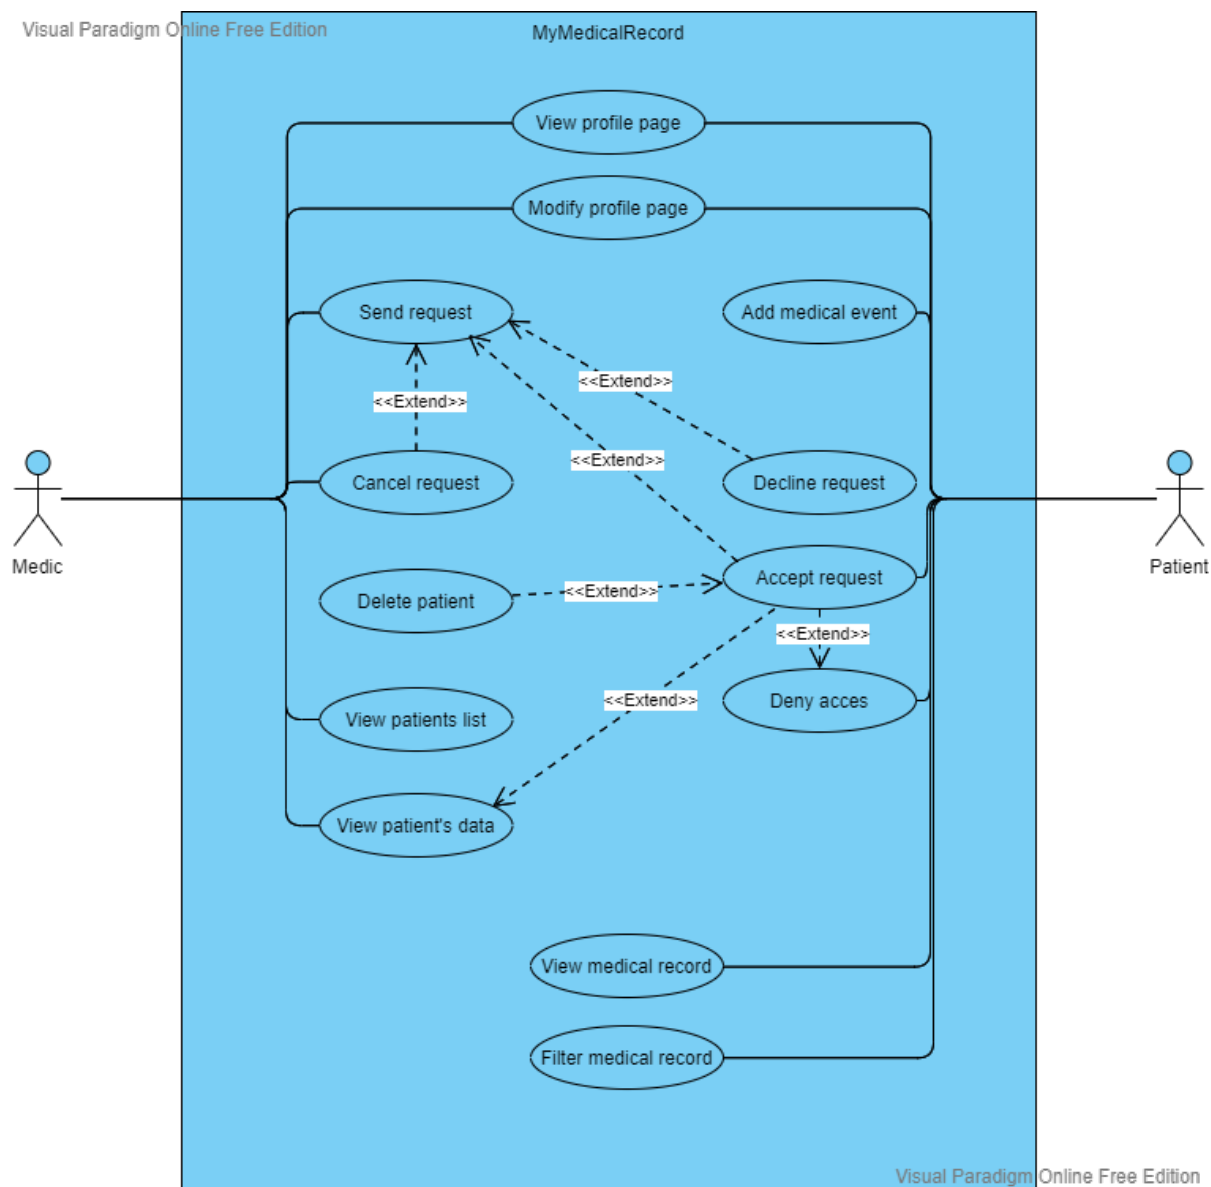 Visual Paradigm Online Free Edition
MyMedicalRecord
View profile page
Modify profile page
Send request
Add medical event
<<Extend>>
<<Extend>>
<<Extend>>
Cancel request
Decline request
Medic
Patient
Accept request
Delete patient
<<Extend>>
<<Extend>>
<<Extend>>
Deny acces
View patients list
View patient's data
View medical record
Filter medical record
Visual Paradigm Online Free Edition